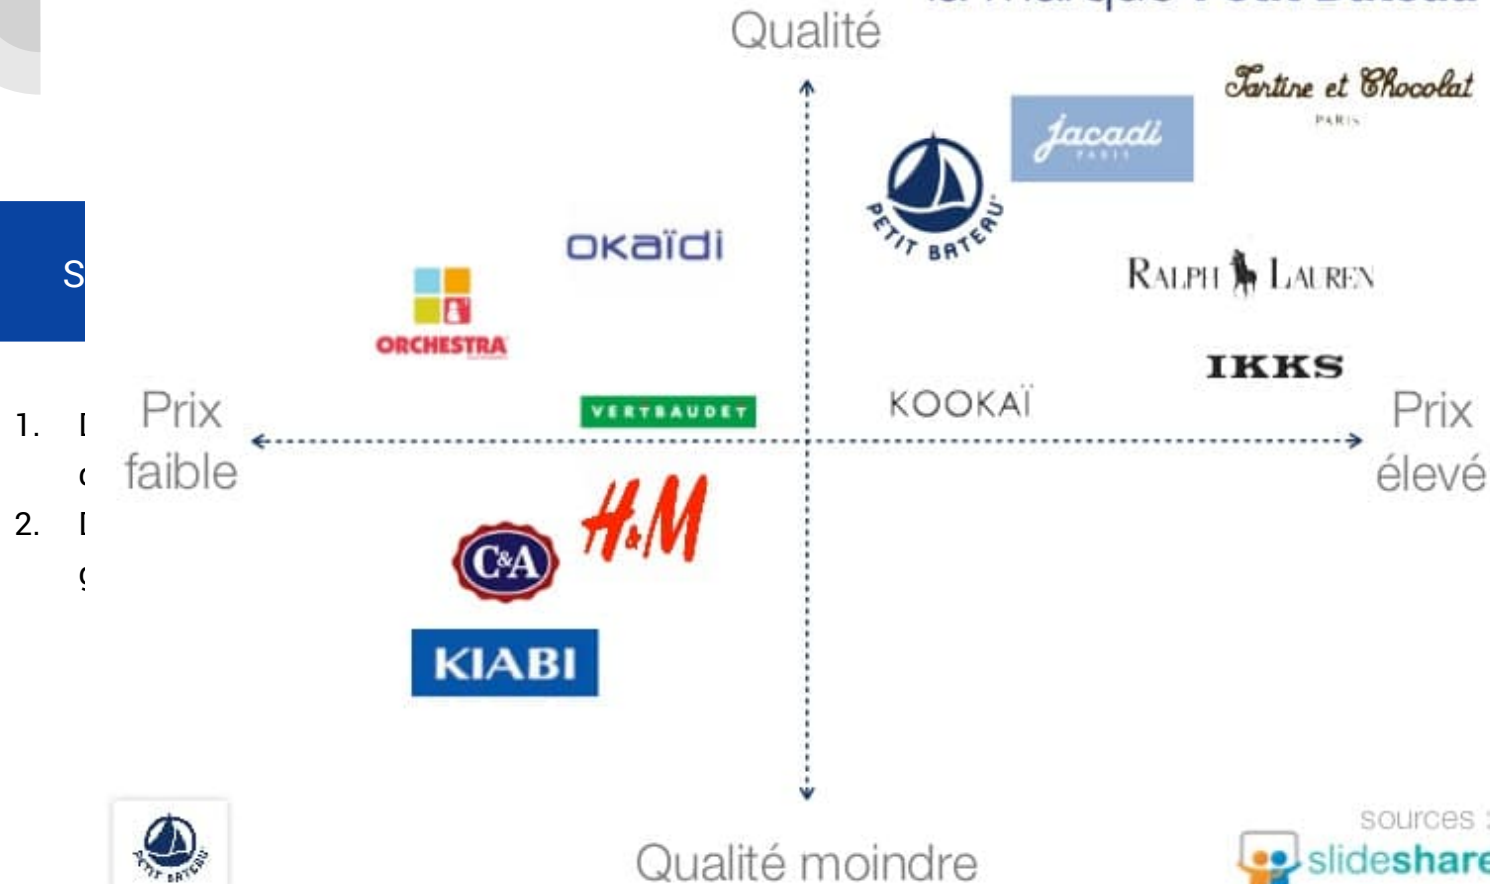 Qualité
Tartine et Chocolat
PARIS
jacadi
PARIS
PETIT BATEAU
OKAÏDI
S
RALPH LAUREN
ORCHESTRA
IKKS
Prix
faible
VERTBAUDET
KOOKAÏ
Prix
élevé
1.
H&M
2.
C&A
KIABI
sources :
PETIT BATEAU
Qualité moindre
slideshare